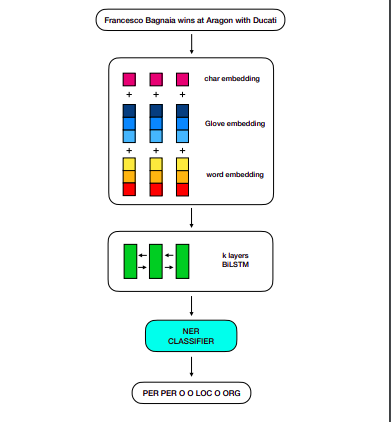 Francesco Bagnaia wins at Aragon with Ducati
char embedding
+ + +
Glove embedding
+ + +
word embedding
k layers
BiLSTM
NER
CLASSIFIER
PER PER O O LOC O ORG